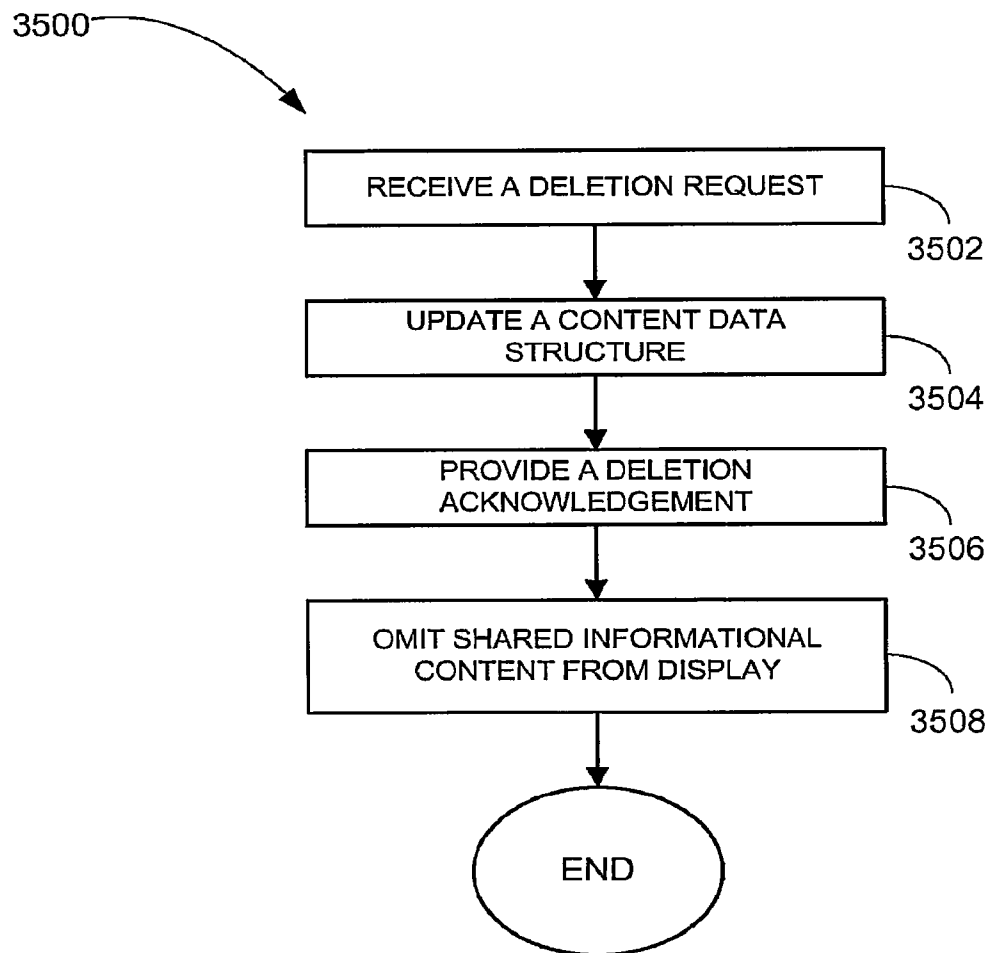 3500
RECEIVE A DELETION REQUEST
3502
UPDATE A CONTENT DATA
STRUCTURE
3504
PROVIDE A DELETION
ACKNOWLEDGEMENT
3506
OMIT SHARED INFORMATIONAL
CONTENT FROM DISPLAY
3508
END